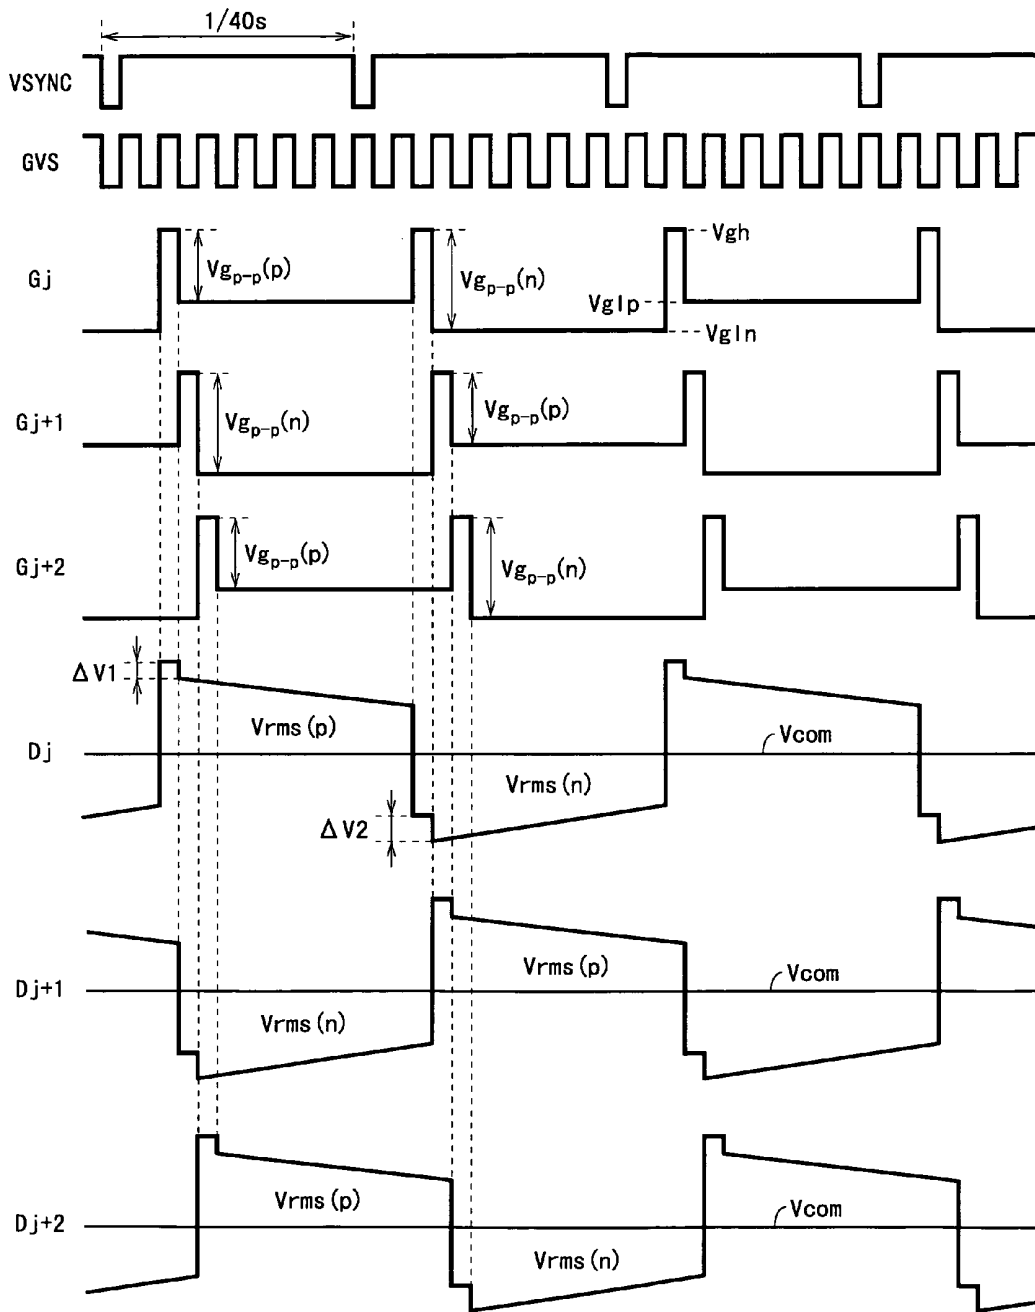 1/40s
VSYNC
GVS
Gj
Vgp-p(p)
Vgp-p(n)
Vgh
Vglp
Vgln
Gj+1
Vgp-p(n)
Vgp-p(p)
Gj+2
Vgp-p(p)
Vgp-p(n)
ΔV1
Dj
Vrms(p)
Vcom
Vrms(n)
ΔV2
Dj+1
Vrms(p)
Vcom
Vrms(n)
Dj+2
Vrms(p)
Vcom
Vrms(n)